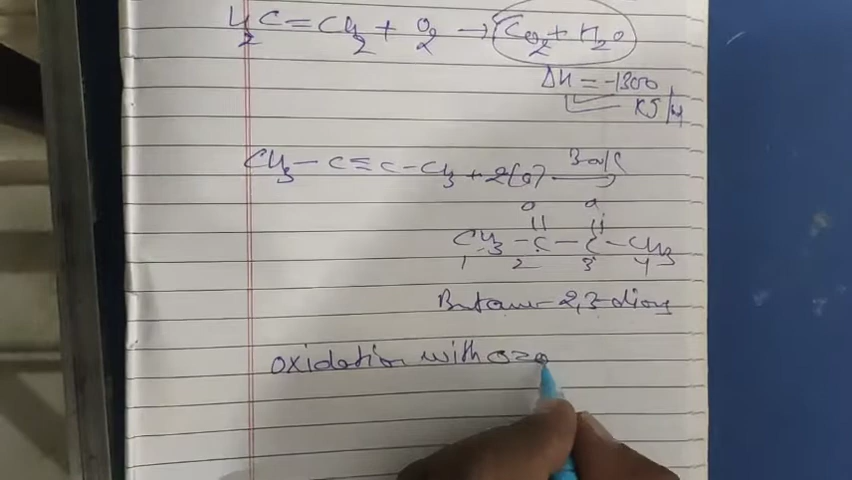 H2C=CH2 + O2 → CO2 + H2O
ΔH = -1300
KJ/M
CH3-C≡C-CH3 + 2[O] →
O O
CH3-C-C-CH3
1 2 3 4
Butane-2,3-dione
oxidation with ozo